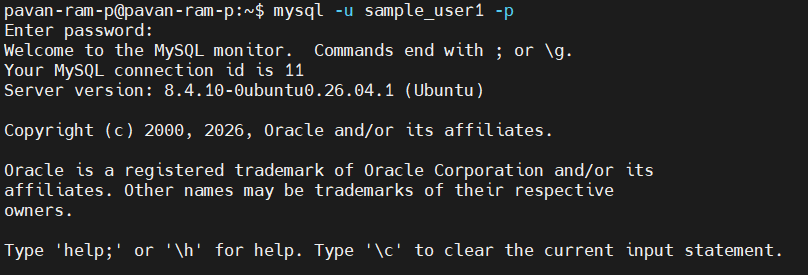 pavan-ram-p@pavan-ram-p:~$ mysql -u sample_user1 -p
Enter password:
Welcome to the MySQL monitor.  Commands end with ; or \g.
Your MySQL connection id is 11
Server version: 8.4.10-0ubuntu0.26.04.1 (Ubuntu)

Copyright (c) 2000, 2026, Oracle and/or its affiliates.

Oracle is a registered trademark of Oracle Corporation and/or its
affiliates. Other names may be trademarks of their respective
owners.

Type 'help;' or '\h' for help. Type '\c' to clear the current input statement.